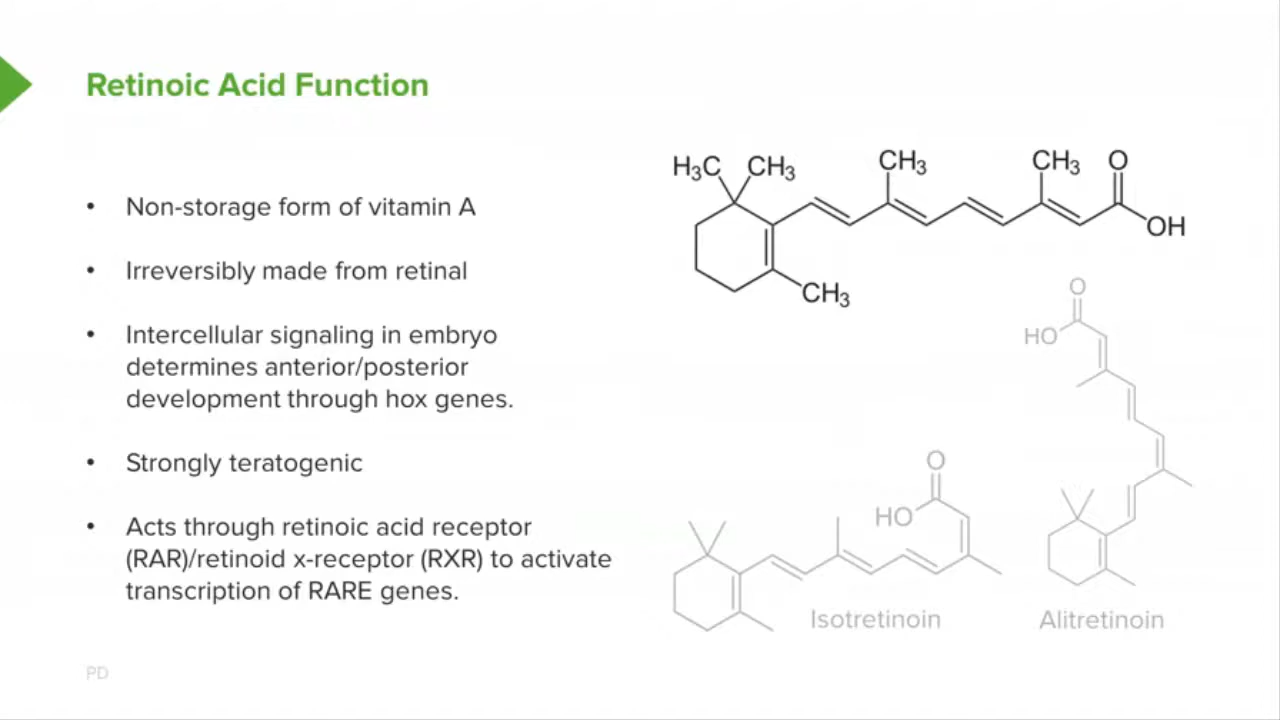 Retinoic Acid Function
• Non-storage form of vitamin A
• Irreversibly made from retinal
• Intercellular signaling in embryo
determines anterior/posterior
development through hox genes.
• Strongly teratogenic
• Acts through retinoic acid receptor
(RAR)/retinoid x-receptor (RXR) to activate
transcription of RARE genes.
H₃C CH₃ CH₃ CH₃ O
OH
CH₃
O
HO
O
HO
Isotretinoin
Alitretinoin
PD